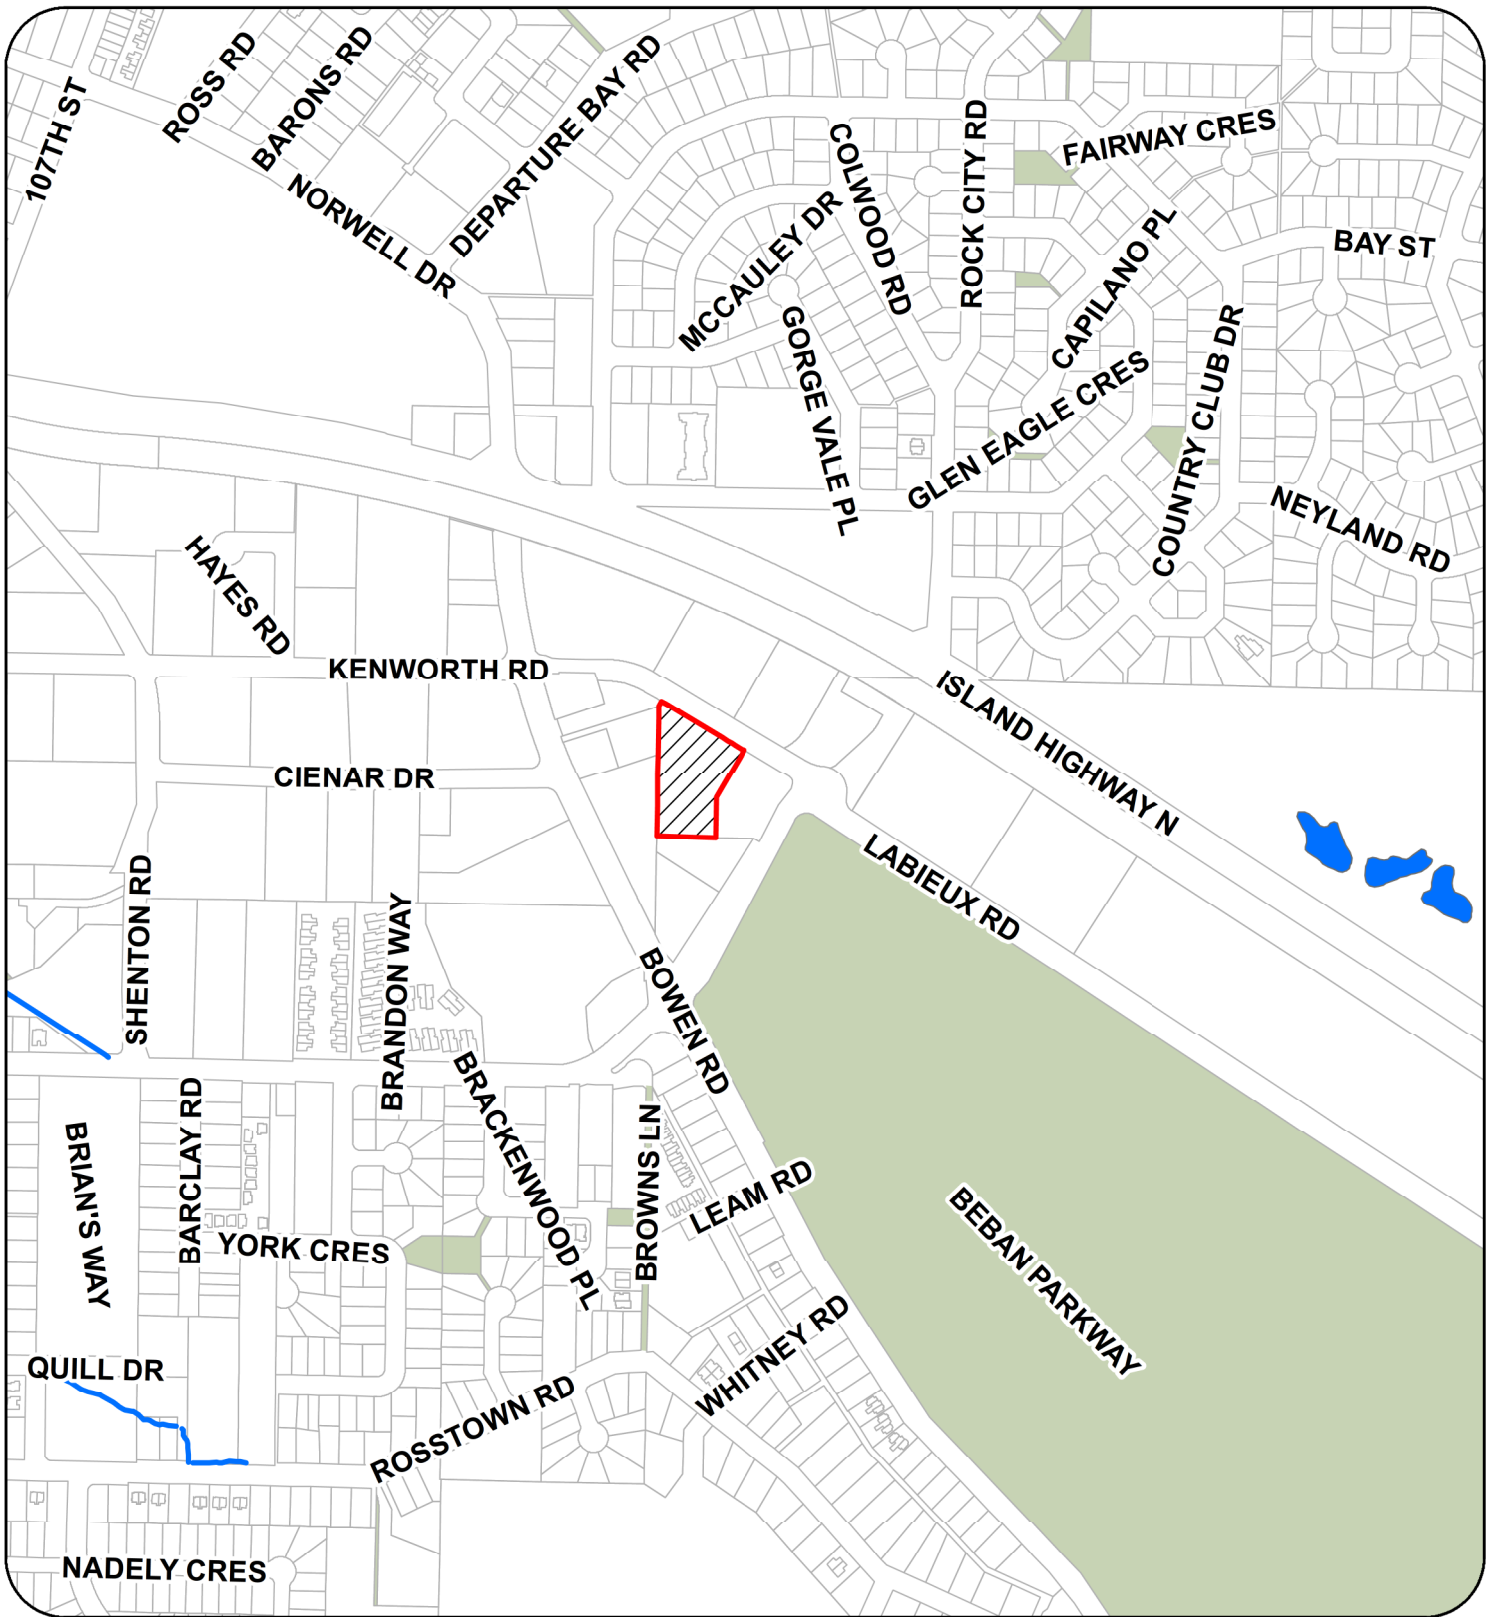 107TH ST
ROSS RD
BARONS RD
NORWELL DR
DEPARTURE BAY RD
MCCAULEY DR
COLWOOD RD
GORGE VALE PL
ROCK CITY RD
FAIRWAY CRES
CAPILANO PL
BAY ST
GLEN EAGLE CRES
COUNTRY CLUB DR
NEYLAND RD
HAYES RD
KENWORTH RD
ISLAND HIGHWAY N
CIENAR DR
LABIEUX RD
SHENTON RD
BRANDON WAY
BOWEN RD
BRIAN'S WAY
BARCLAY RD
BRACKENWOOD PL
BROWNS LN
LEAM RD
YORK CRES
BEBAN PARKWAY
WHITNEY RD
QUILL DR
ROSSTOWN RD
NADELY CRES